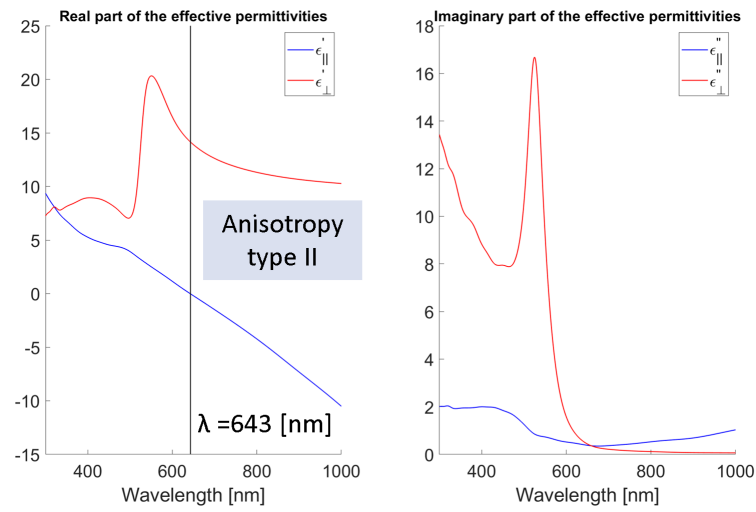 Real part of the effective permittivities
25
20
15
10
5
0
-5
-10
-15
400
600
800
1000
Wavelength [nm]
ϵ'||
ϵ'⊥
Anisotropy
type II
λ =643 [nm]
Imaginary part of the effective permittivities
18
16
14
12
10
8
6
4
2
0
400
600
800
1000
Wavelength [nm]
ϵ''||
ϵ''⊥